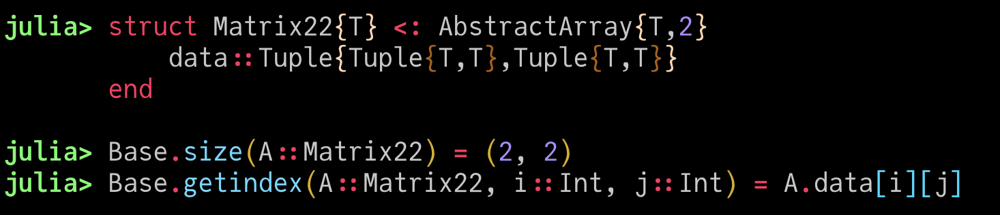 julia> struct Matrix22{T} <: AbstractArray{T,2}
           data::Tuple{Tuple{T,T},Tuple{T,T}}
       end
julia> Base.size(A::Matrix22) = (2, 2)
julia> Base.getindex(A::Matrix22, i::Int, j::Int) = A.data[i][j]